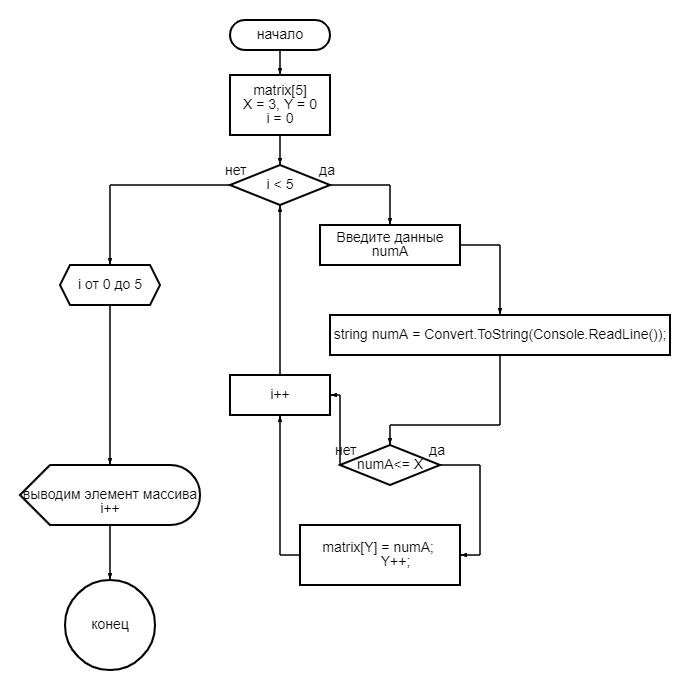 начало
matrix[5]
X = 3, Y = 0
i = 0
нет
да
i < 5
Введите данные
numA
i от 0 до 5
string numA = Convert.ToString(Console.ReadLine());
i++
нет
да
numA<= X
выводим элемент массива
i++
matrix[Y] = numA;
Y++;
конец